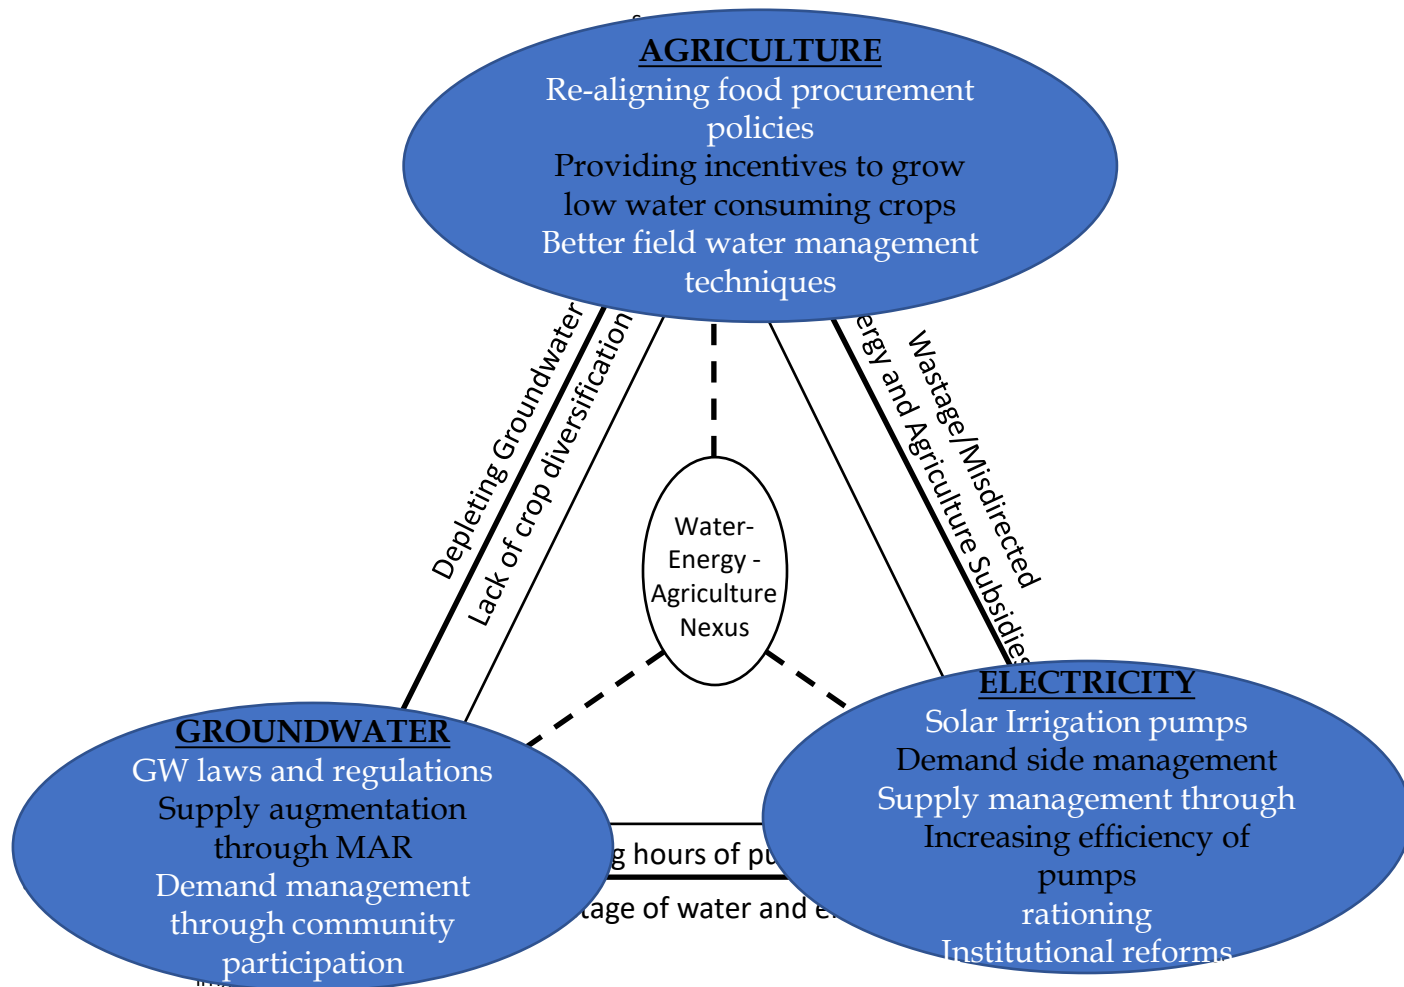 AGRICULTURE
Re-aligning food procurement
policies
Providing incentives to grow
low water consuming crops
Better field water management
techniques
Depleting Groundwater
Lack of crop diversification
Wastage/Misdirected
ergy and Agriculture Subsidies
Water-
Energy -
Agriculture
Nexus
GROUNDWATER
GW laws and regulations
Supply augmentation
through MAR
Demand management
through community
participation
ELECTRICITY
Solar Irrigation pumps
Demand side management
Supply management through
Increasing efficiency of
pumps
rationing
Institutional reforms
g hours of pu
tage of water and e